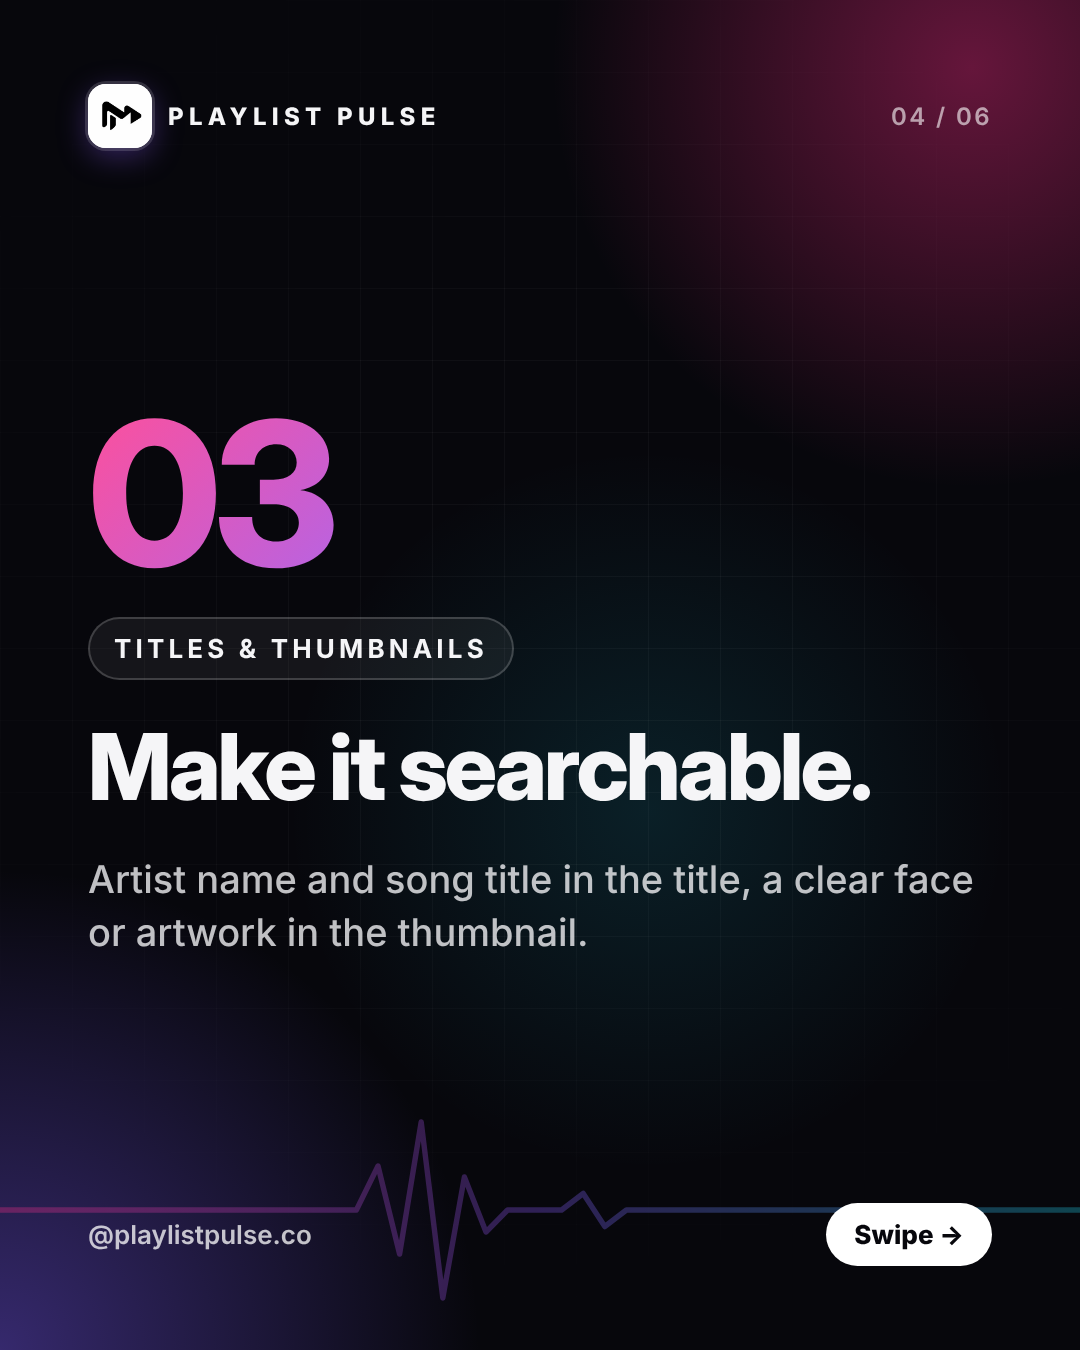 PLAYLIST PULSE
04 / 06
03
TITLES & THUMBNAILS
Make it searchable.
Artist name and song title in the title, a clear face
or artwork in the thumbnail.
@playlistpulse.co
Swipe →